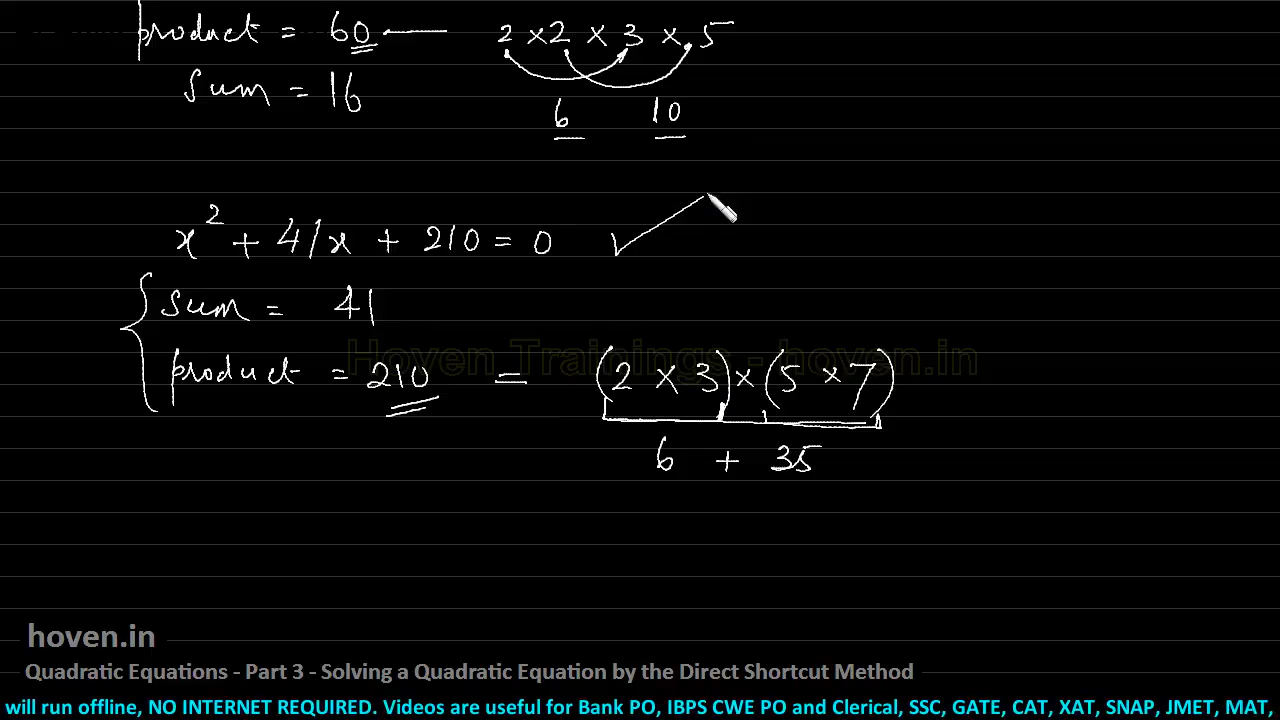 product = 60 2 × 2 × 3 × 5
sum = 16
6 10
x² + 41x + 210 = 0
sum = 41
Hoven Trainings - hoven.in
product = 210 = (2 × 3) × (5 × 7)
6 + 35
hoven.in
Quadratic Equations - Part 3 - Solving a Quadratic Equation by the Direct Shortcut Method
will run offline, NO INTERNET REQUIRED. Videos are useful for Bank PO, IBPS CWE PO and Clerical, SSC, GATE, CAT, XAT, SNAP, JMET, MAT,